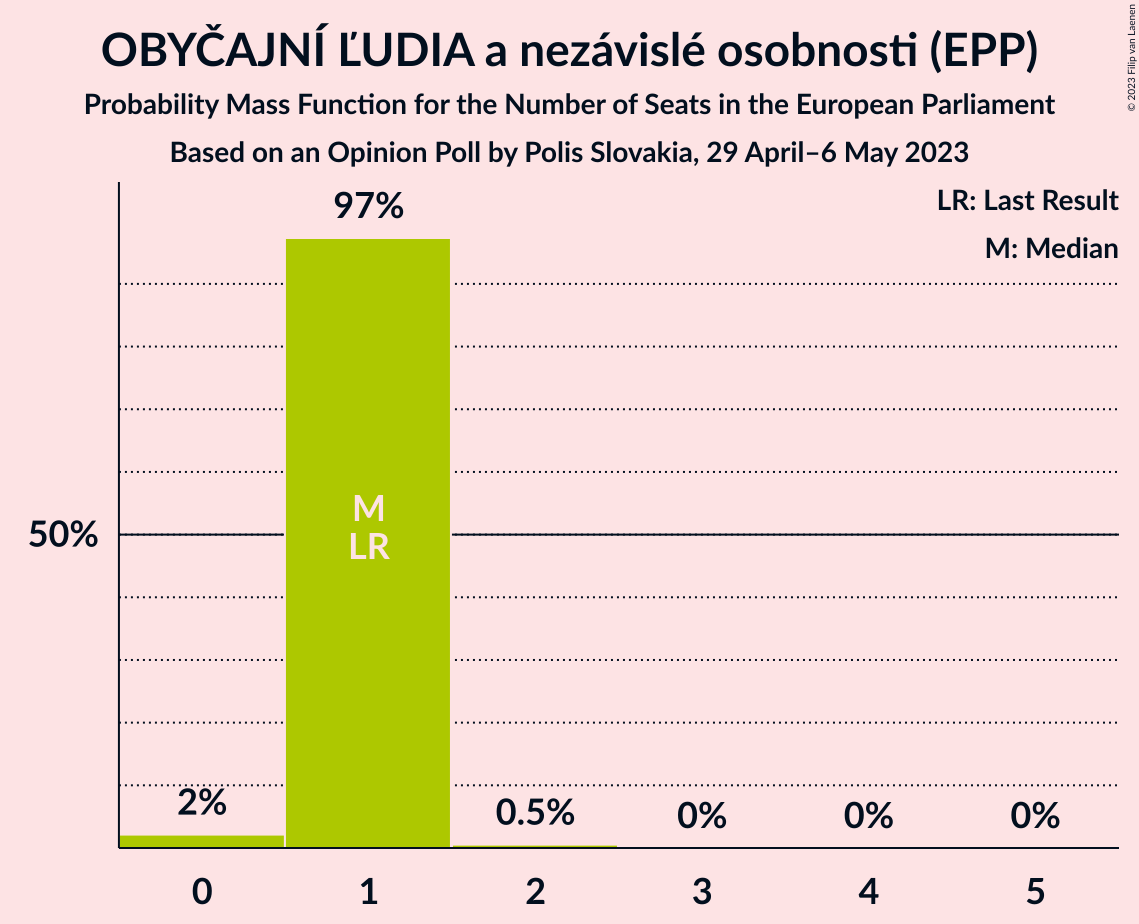 OBYČAJNÍ ĽUDIA a nezávislé osobnosti (EPP)
Probability Mass Function for the Number of Seats in the European Parliament
Based on an Opinion Poll by Polis Slovakia, 29 April–6 May 2023
© 2023 Filip van Laenen
LR: Last Result
M: Median
97%
M
LR
50%
2%
0.5%
0%
0%
0%
0
1
2
3
4
5